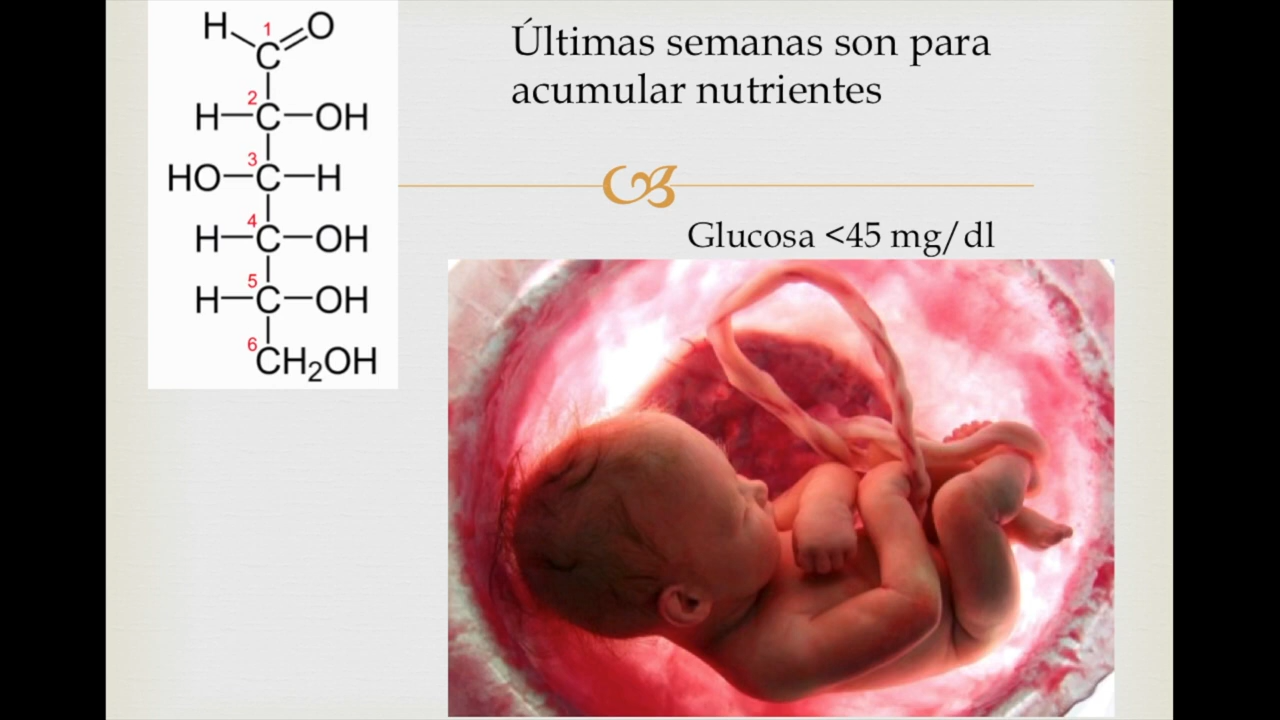 Últimas semanas son para
acumular nutrientes
Glucosa <45 mg/dl
H 1 O
C
2
H C OH
3
HO C H
4
H C OH
5
H C OH
6
CH₂OH